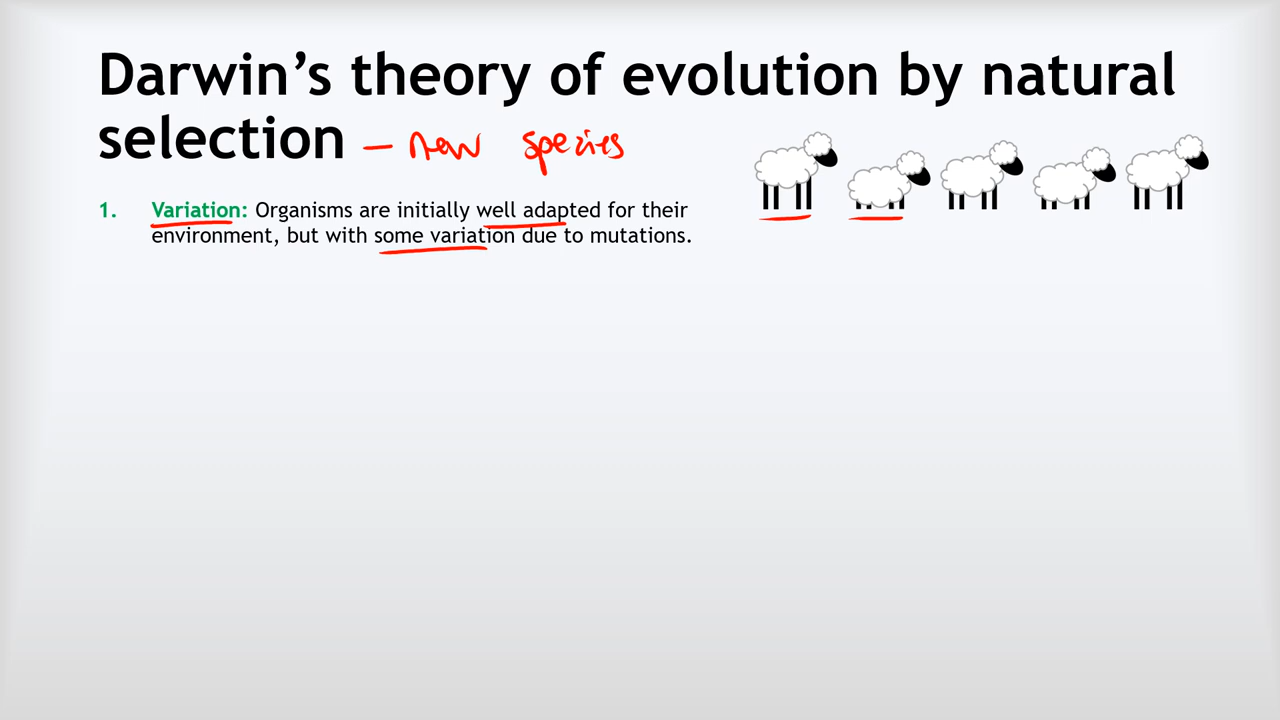 Darwin’s theory of evolution by natural
selection – new species
1. Variation: Organisms are initially well adapted for their
environment, but with some variation due to mutations.